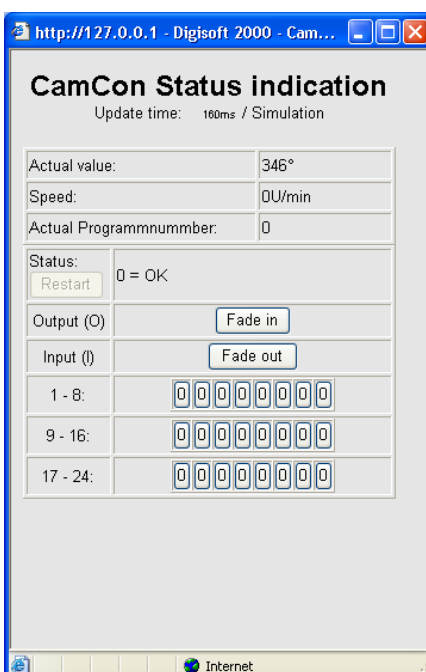 http://127.0.0.1 - Digisoft 2000 - Cam...
CamCon Status indication
Update time: 160ms / Simulation
Actual value: 346°
Speed: 0U/min
Actual Programmnummber: 0
Status: 0 = OK
Restart
Output (O) Fade in
Input (I) Fade out
1 - 8: 0 0 0 0 0 0 0 0
9 - 16: 0 0 0 0 0 0 0 0
17 - 24: 0 0 0 0 0 0 0 0
Internet